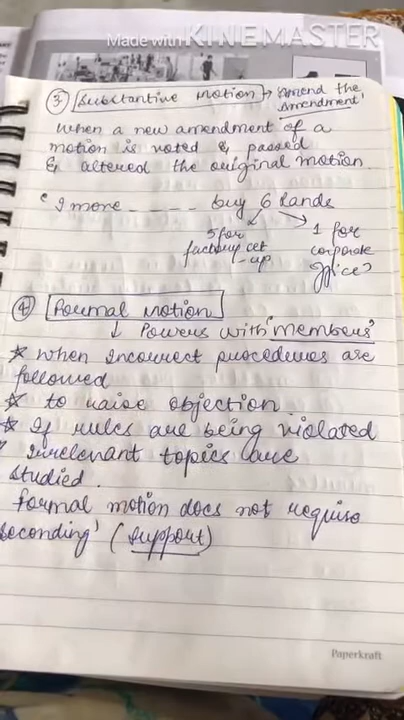 Made with KINEMASTER
③ Substantive Motion → 'Amend the
Amendment'
When a new amendment of a
motion is voted & passed
& altered the original motion
"I more _ _ _ _ _ buy 6 lands
5 for
factory set
-up
1 for
corporate
office"
④ Formal Motion
↓ Powers with 'members'
* When incorrect procedures are
followed
* to raise objection
* If rules are being violated
* irrelevant topics are
studied.
Formal motion does not require
seconding' (support)
Paperkraft